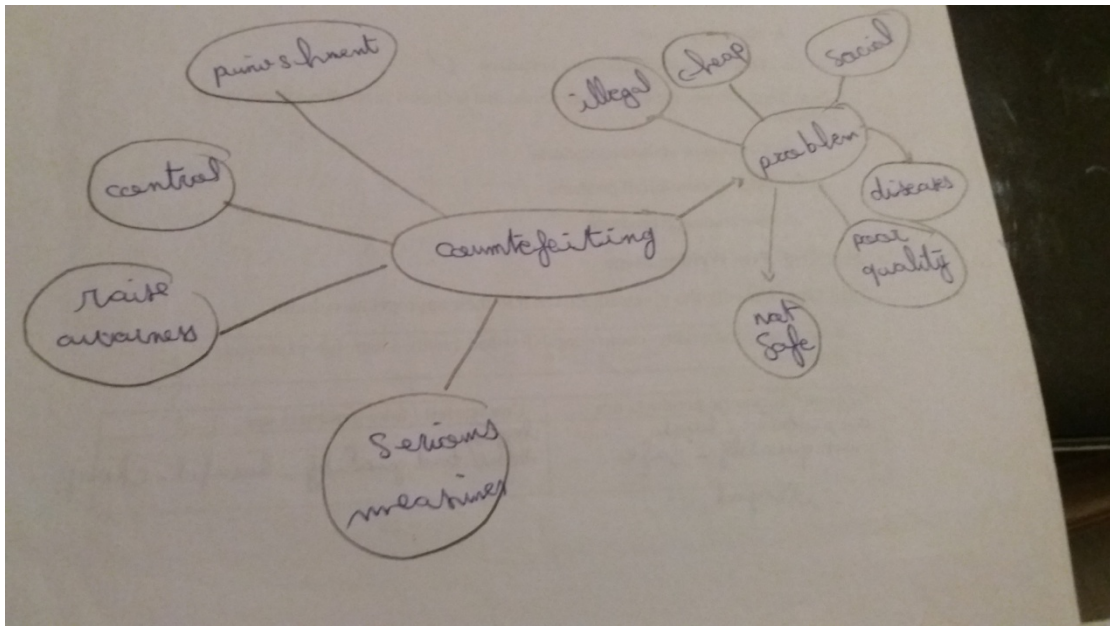 punishment
illegal
cheap
social
control
problem
diseases
counterfeiting
poor
quality
raise
awarness
not
safe
Serious
measures